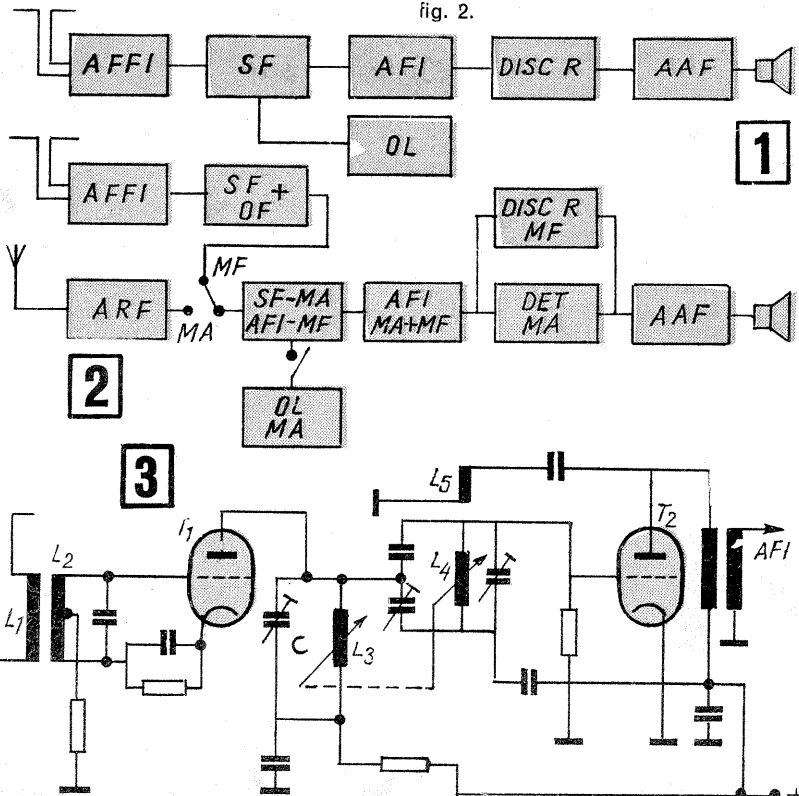 fig. 2.
AFFI
SF
AFI
DISC R
AAF
OL
1
AFFI
SF +
OF
DISC R
MF
MF
ARF
MA
SF-MA
AFI-MF
AFI
MA+MF
DET
MA
AAF
2
OL
MA
3
L5
T1
T2
L2
L4
AFI
L1
C
L3
+